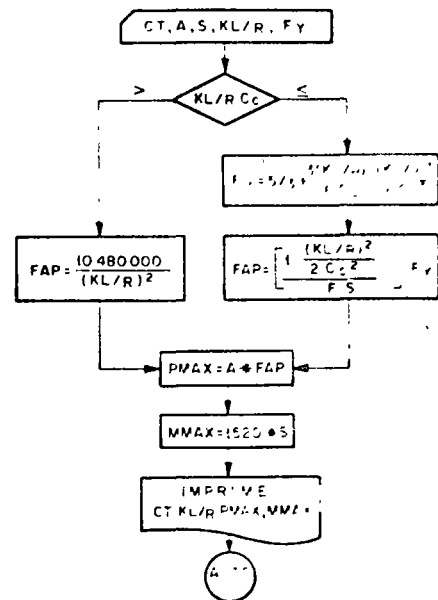 CT, A, S, KL/R, FY
KL/R Cc
>
≤
FAP = 10 480 000 / (KL/R)²
FAP = [1 (KL/R)² / 2 Cc² / F S] FY
PMAX = A * FAP
MMAX = 1520 * S
IMPRIME
CT KL/R PMAX, MMAX